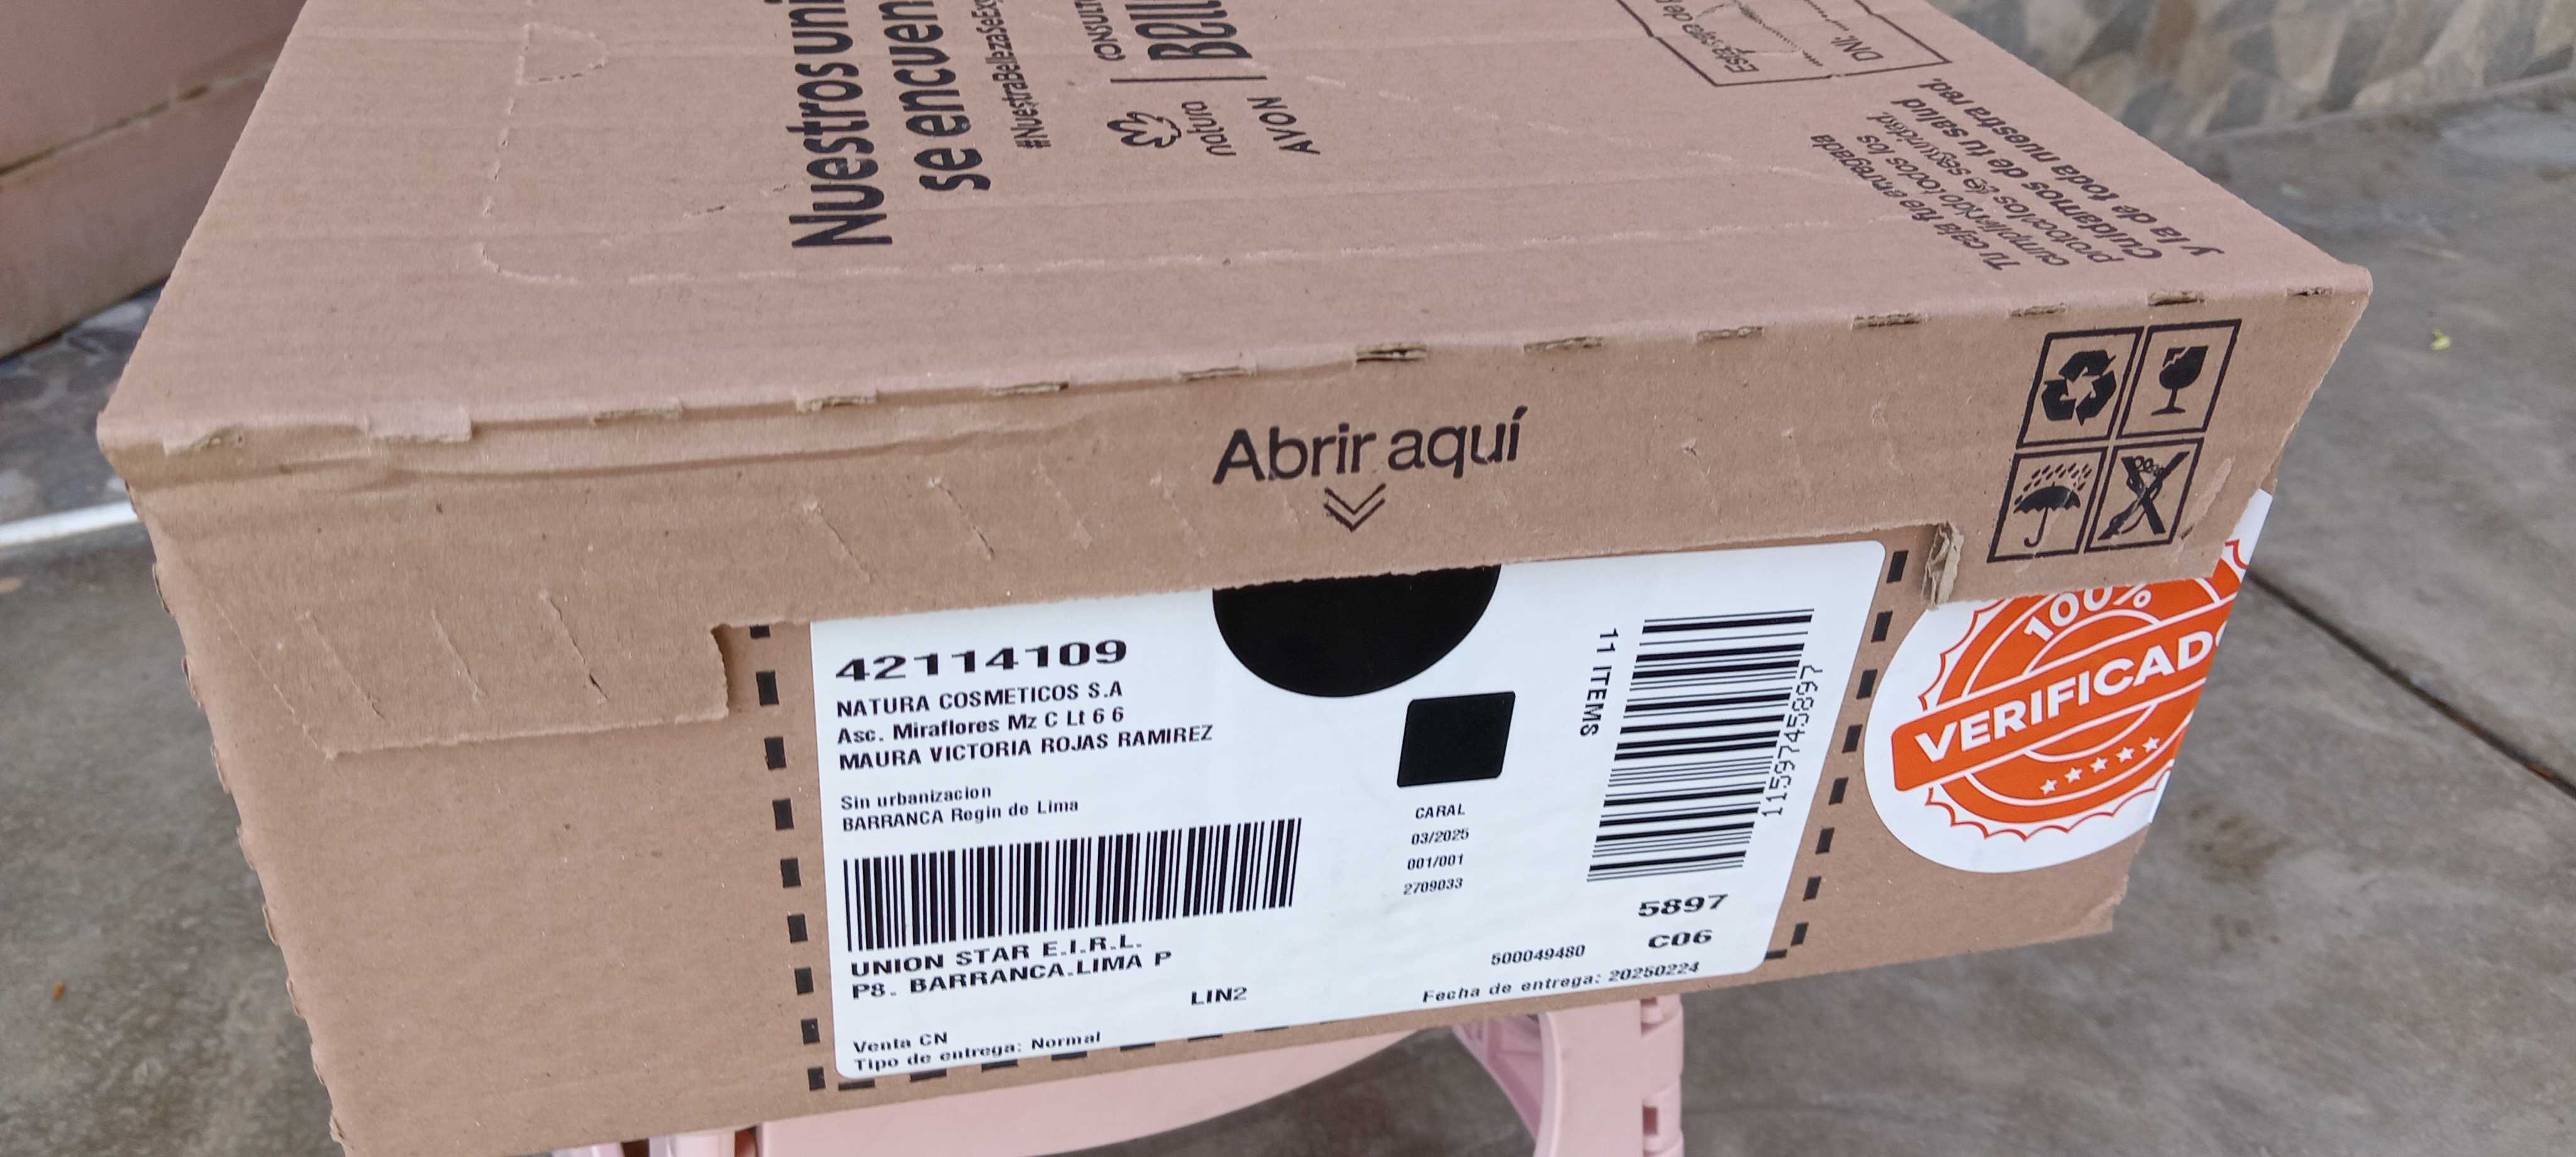 Nuestros uni
se encuen
#NuestraBellezaSeEx
CONSULT
Bell
natura
AVON
Esta
DNI:
Tu caja fue entregada
cumpliendo todos los
protocolos de seguridad.
Cuidamos de tu salud
y la de toda nuestra red.
Abrir aquí
42114109
NATURA COSMETICOS S.A
Asc. Miraflores Mz C Lt 6 6
MAURA VICTORIA ROJAS RAMIREZ
Sin urbanizacion
BARRANCA Regin de Lima
UNION STAR E.I.R.L.
P8. BARRANCA.LIMA P
LIN2
Venta CN
Tipo de entrega: Normal
CARAL
03/2025
001/001
2709033
11 ITEMS
1159745897
5897
C06
500049480
Fecha de entrega: 20250224
100%
VERIFICADO